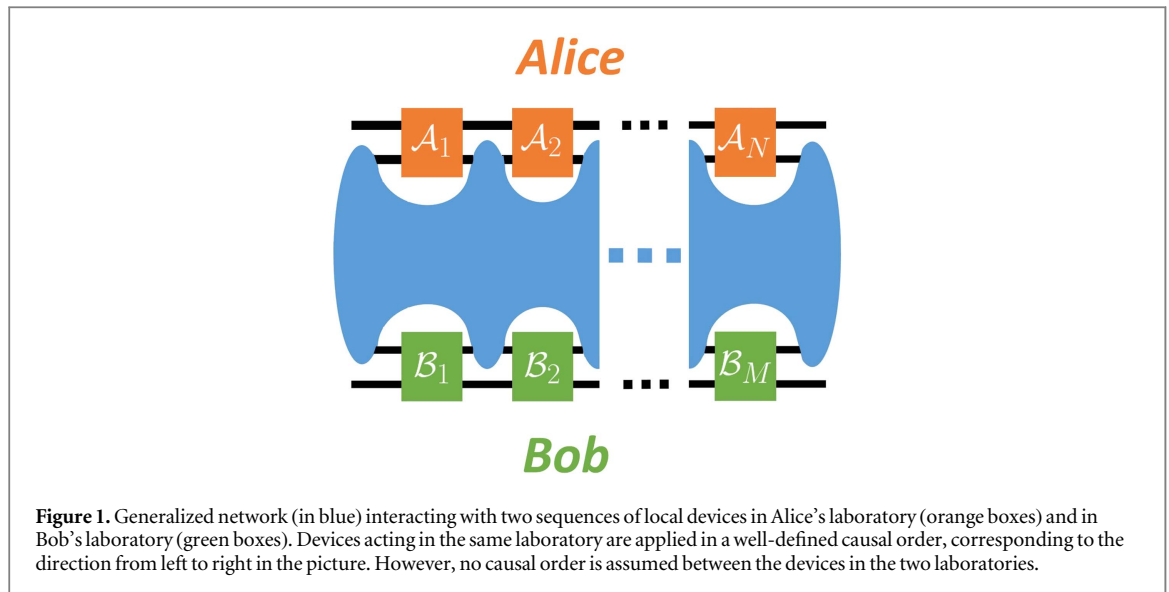 Alice
𝒜₁ 𝒜₂ ... 𝒜_N
...
ℬ₁ ℬ₂ ... ℬ_M
Bob
Figure 1. Generalized network (in blue) interacting with two sequences of local devices in Alice's laboratory (orange boxes) and in
Bob's laboratory (green boxes). Devices acting in the same laboratory are applied in a well-defined causal order, corresponding to the
direction from left to right in the picture. However, no causal order is assumed between the devices in the two laboratories.